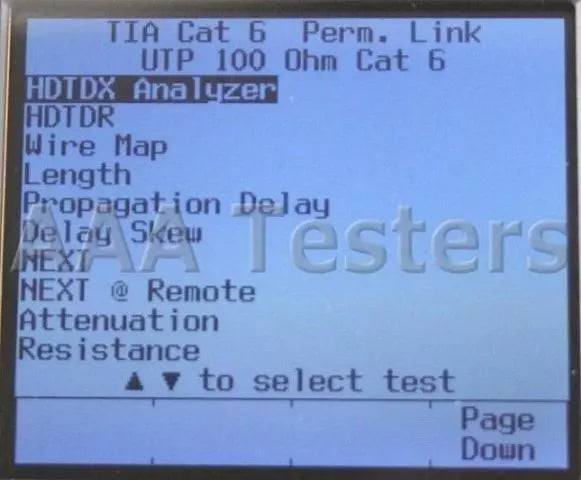 TIA Cat 6 Perm. Link
UTP 100 Ohm Cat 6
HDTDX Analyzer
HDTDR
Wire Map
Length
Propagation Delay
Delay Skew
AAA Testers
NEXT
NEXT @ Remote
Attenuation
Resistance
▲ ▼ to select test
Page
Down